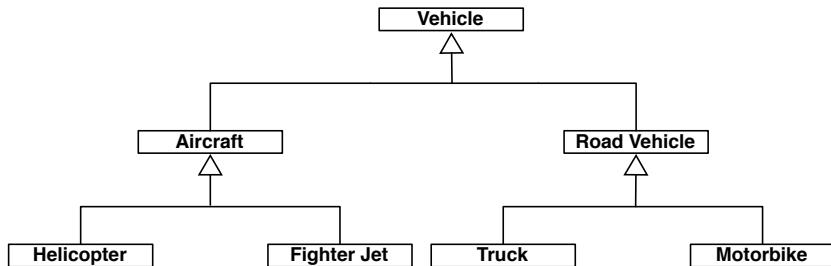 Vehicle
Aircraft
Road Vehicle
Helicopter
Fighter Jet
Truck
Motorbike